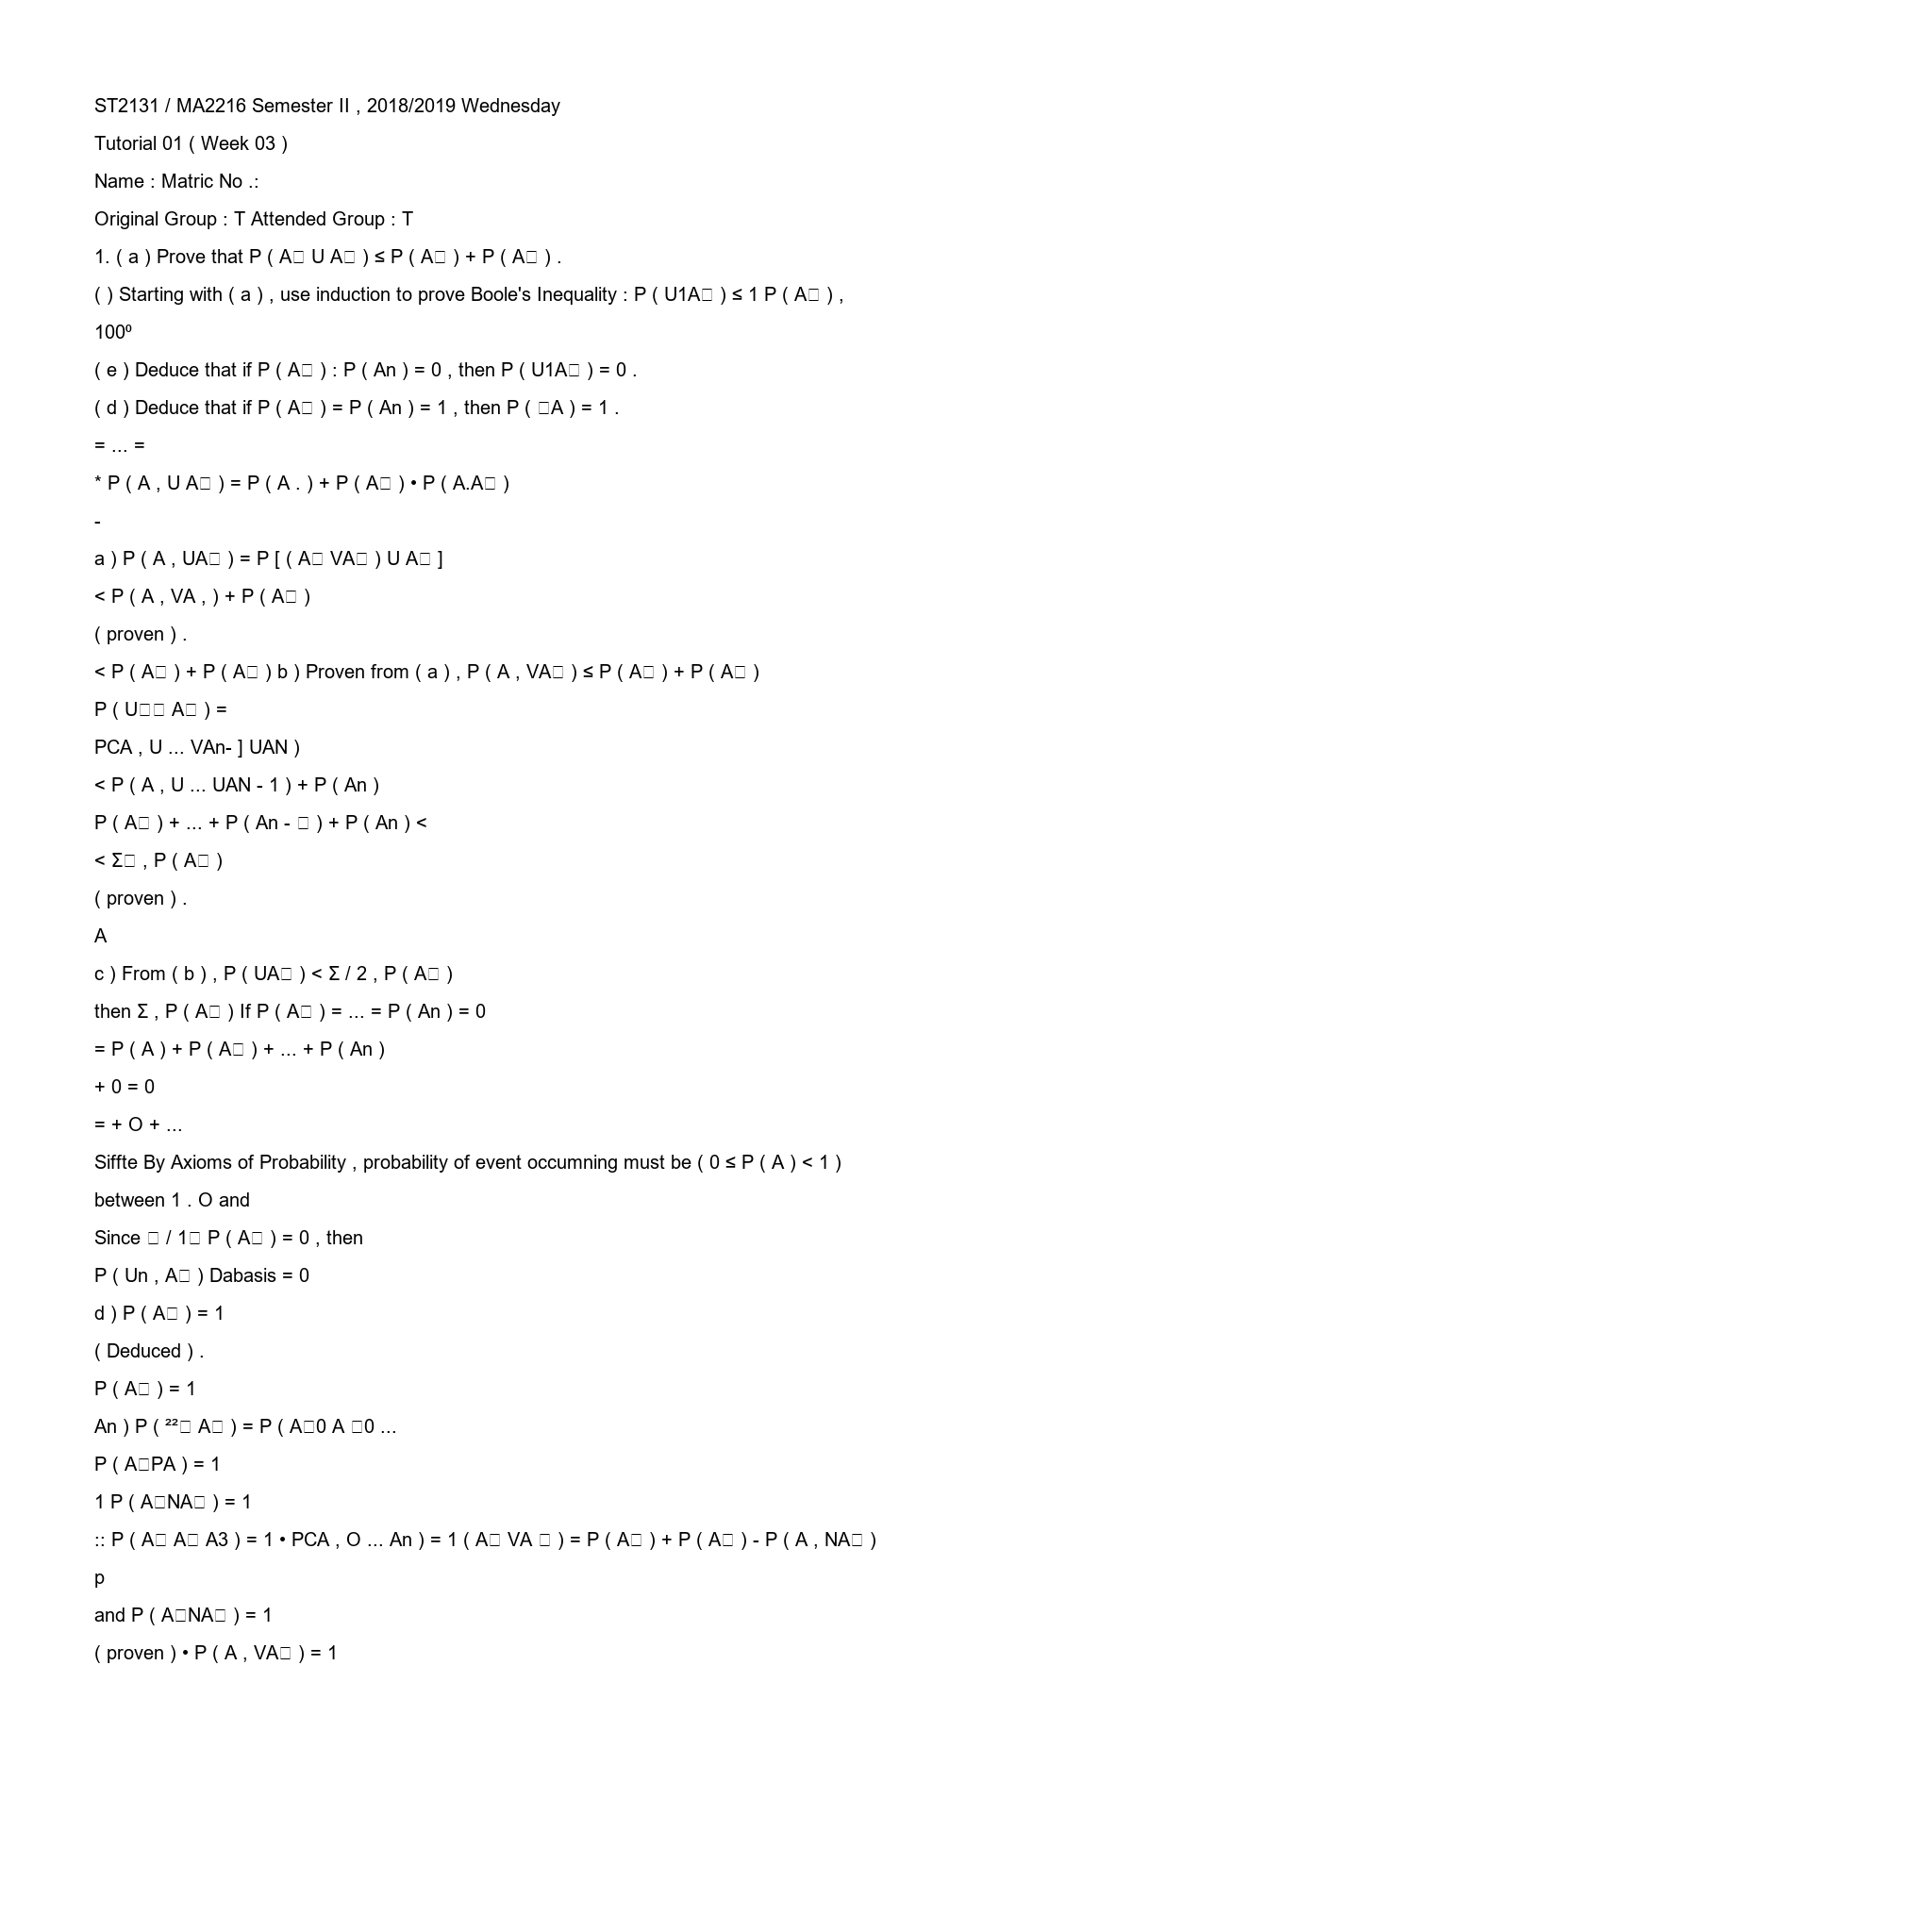 ST2131 / MA2216 Semester II , 2018/2019 Wednesday
Tutorial 01 ( Week 03 )
Name : Matric No .:
Original Group : T Attended Group : T
1. ( a ) Prove that P ( A□ U A□ ) ≤ P ( A□ ) + P ( A□ ) .
( ) Starting with ( a ) , use induction to prove Boole's Inequality : P ( U1A□ ) ≤ 1 P ( A□ ) ,
100⁰
( e ) Deduce that if P ( A□ ) : P ( An ) = 0 , then P ( U1A□ ) = 0 .
( d ) Deduce that if P ( A□ ) = P ( An ) = 1 , then P ( □A ) = 1 .
= ... =
* P ( A , U A□ ) = P ( A . ) + P ( A□ ) • P ( A.A□ )
-
a ) P ( A , UA□ ) = P [ ( A□ VA□ ) U A□ ]
< P ( A , VA , ) + P ( A□ )
( proven ) .
< P ( A□ ) + P ( A□ ) b ) Proven from ( a ) , P ( A , VA□ ) ≤ P ( A□ ) + P ( A□ )
P ( U□□ A□ ) =
PCA , U ... VAn- ] UAN )
< P ( A , U ... UAN - 1 ) + P ( An )
P ( A□ ) + ... + P ( An - □ ) + P ( An ) <
< Σ□ , P ( A□ )
( proven ) .
A
c ) From ( b ) , P ( UA□ ) < Σ / 2 , P ( A□ )
then Σ , P ( A□ ) If P ( A□ ) = ... = P ( An ) = 0
= P ( A ) + P ( A□ ) + ... + P ( An )
+ 0 = 0
= + O + ...
Siffte By Axioms of Probability , probability of event occumning must be ( 0 ≤ P ( A ) < 1 )
between 1 . O and
Since □ / 1□ P ( A□ ) = 0 , then
P ( Un , A□ ) Dabasis = 0
d ) P ( A□ ) = 1
( Deduced ) .
P ( A□ ) = 1
An ) P ( ²²□ A□ ) = P ( A□0 A □0 ...
P ( A□PA ) = 1
1 P ( A□NA□ ) = 1
:: P ( A□ A□ A3 ) = 1 • PCA , O ... An ) = 1 ( A□ VA □ ) = P ( A□ ) + P ( A□ ) - P ( A , NA□ )
p
and P ( A□NA□ ) = 1
( proven ) • P ( A , VA□ ) = 1